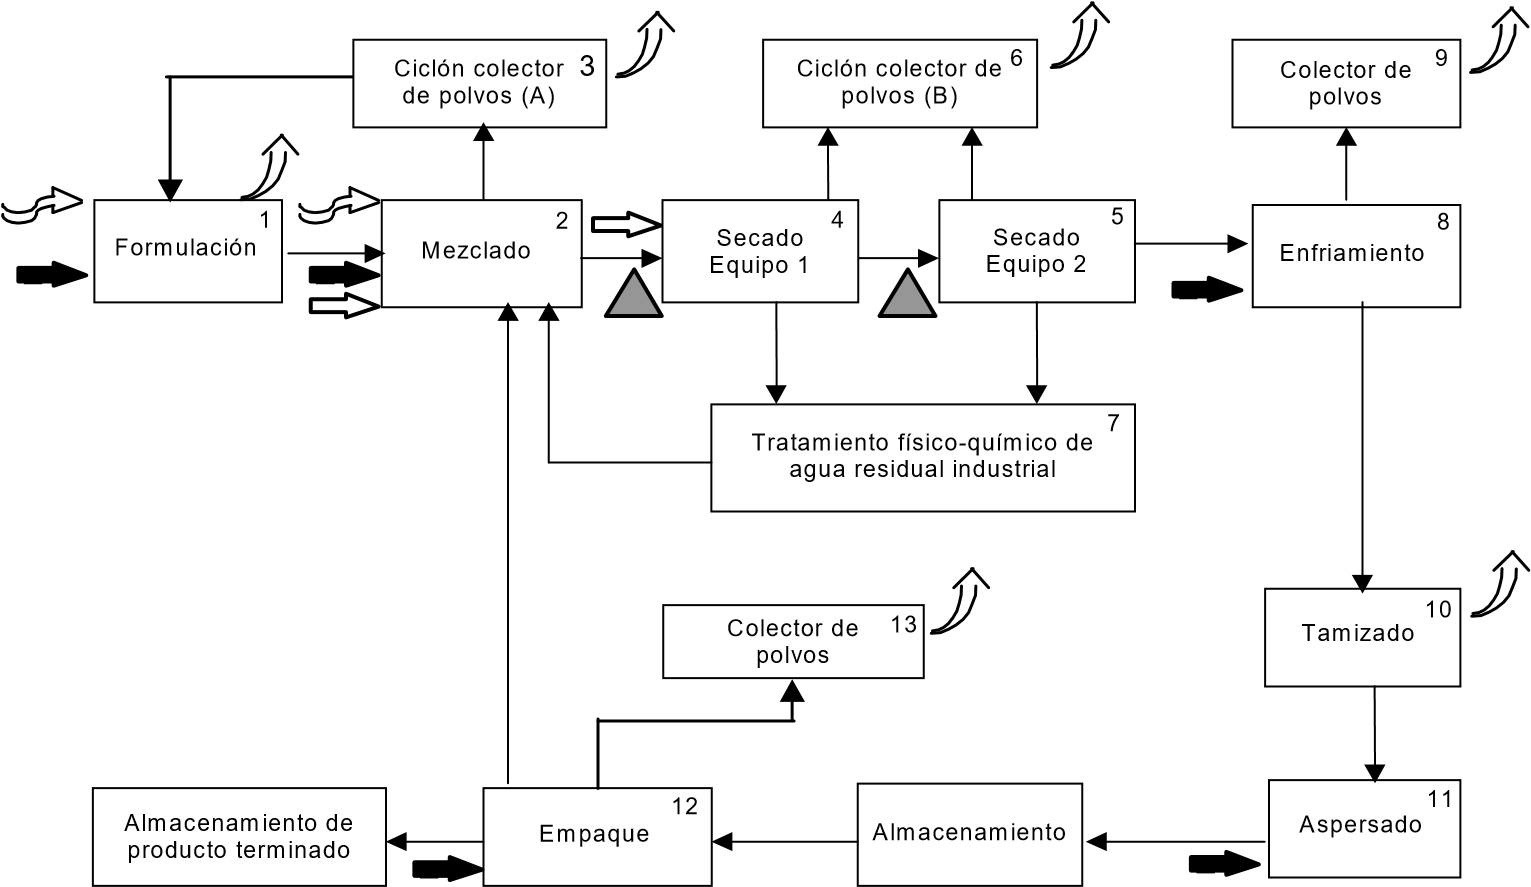 Ciclón colector 3
de polvos (A)
Ciclón colector de 6
polvos (B)
Colector de 9
polvos
1
Formulación
2
Mezclado
4
Secado
Equipo 1
5
Secado
Equipo 2
8
Enfriamiento
7
Tratamiento físico-químico de
agua residual industrial
10
Tamizado
Colector de 13
polvos
11
Aspersado
Almacenamiento
12
Empaque
Almacenamiento de
producto terminado